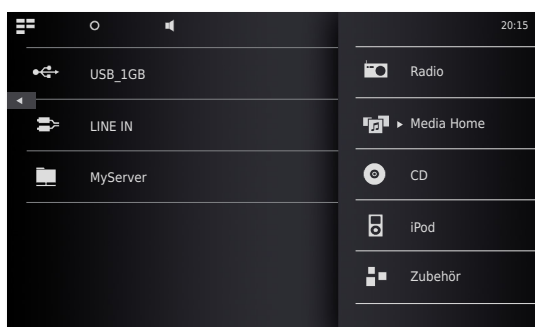 20:15
USB_1GB
LINE IN
MyServer
Radio
Media Home
CD
iPod
Zubehör